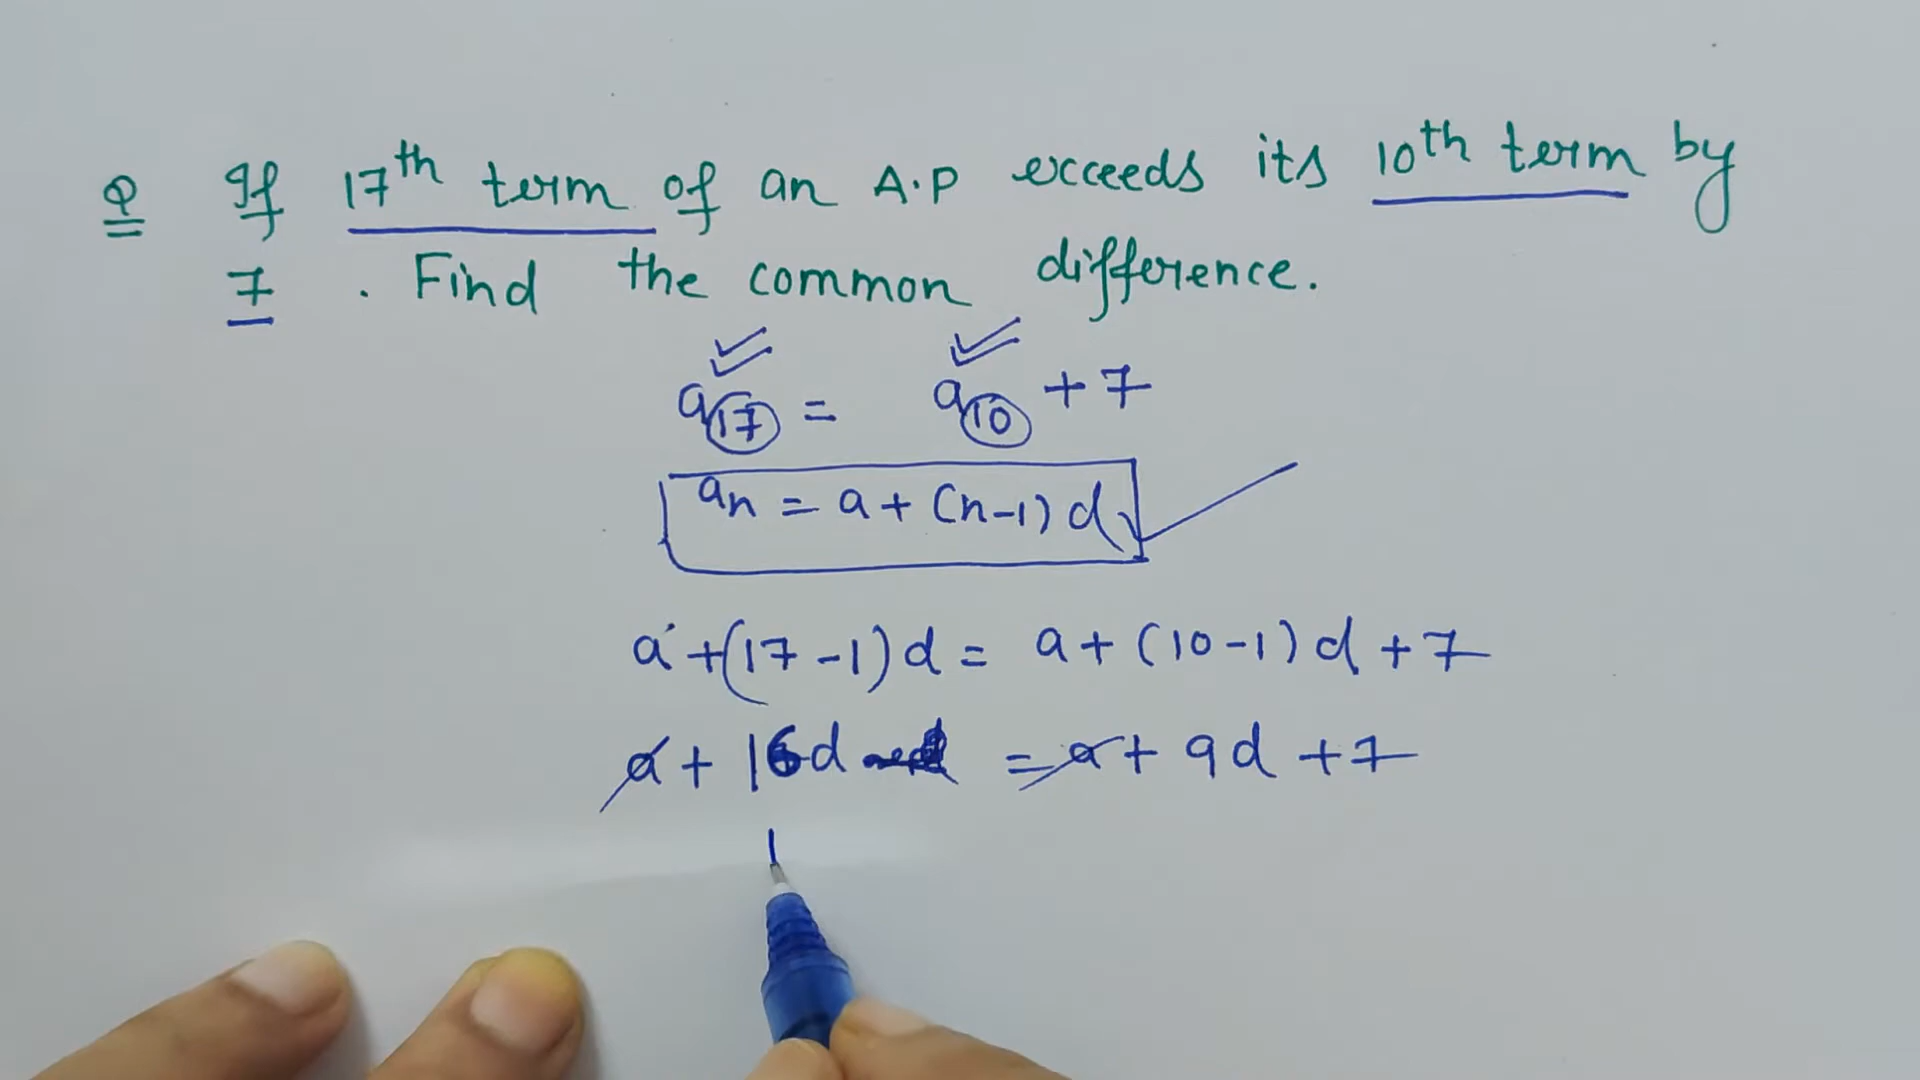 Q If 17th term of an A.P exceeds its 10th term by
7 . Find the common difference.
a17 = a10 + 7
an = a + (n-1) d
a + (17-1) d = a + (10-1) d + 7
a + 16d = a + 9d + 7
1